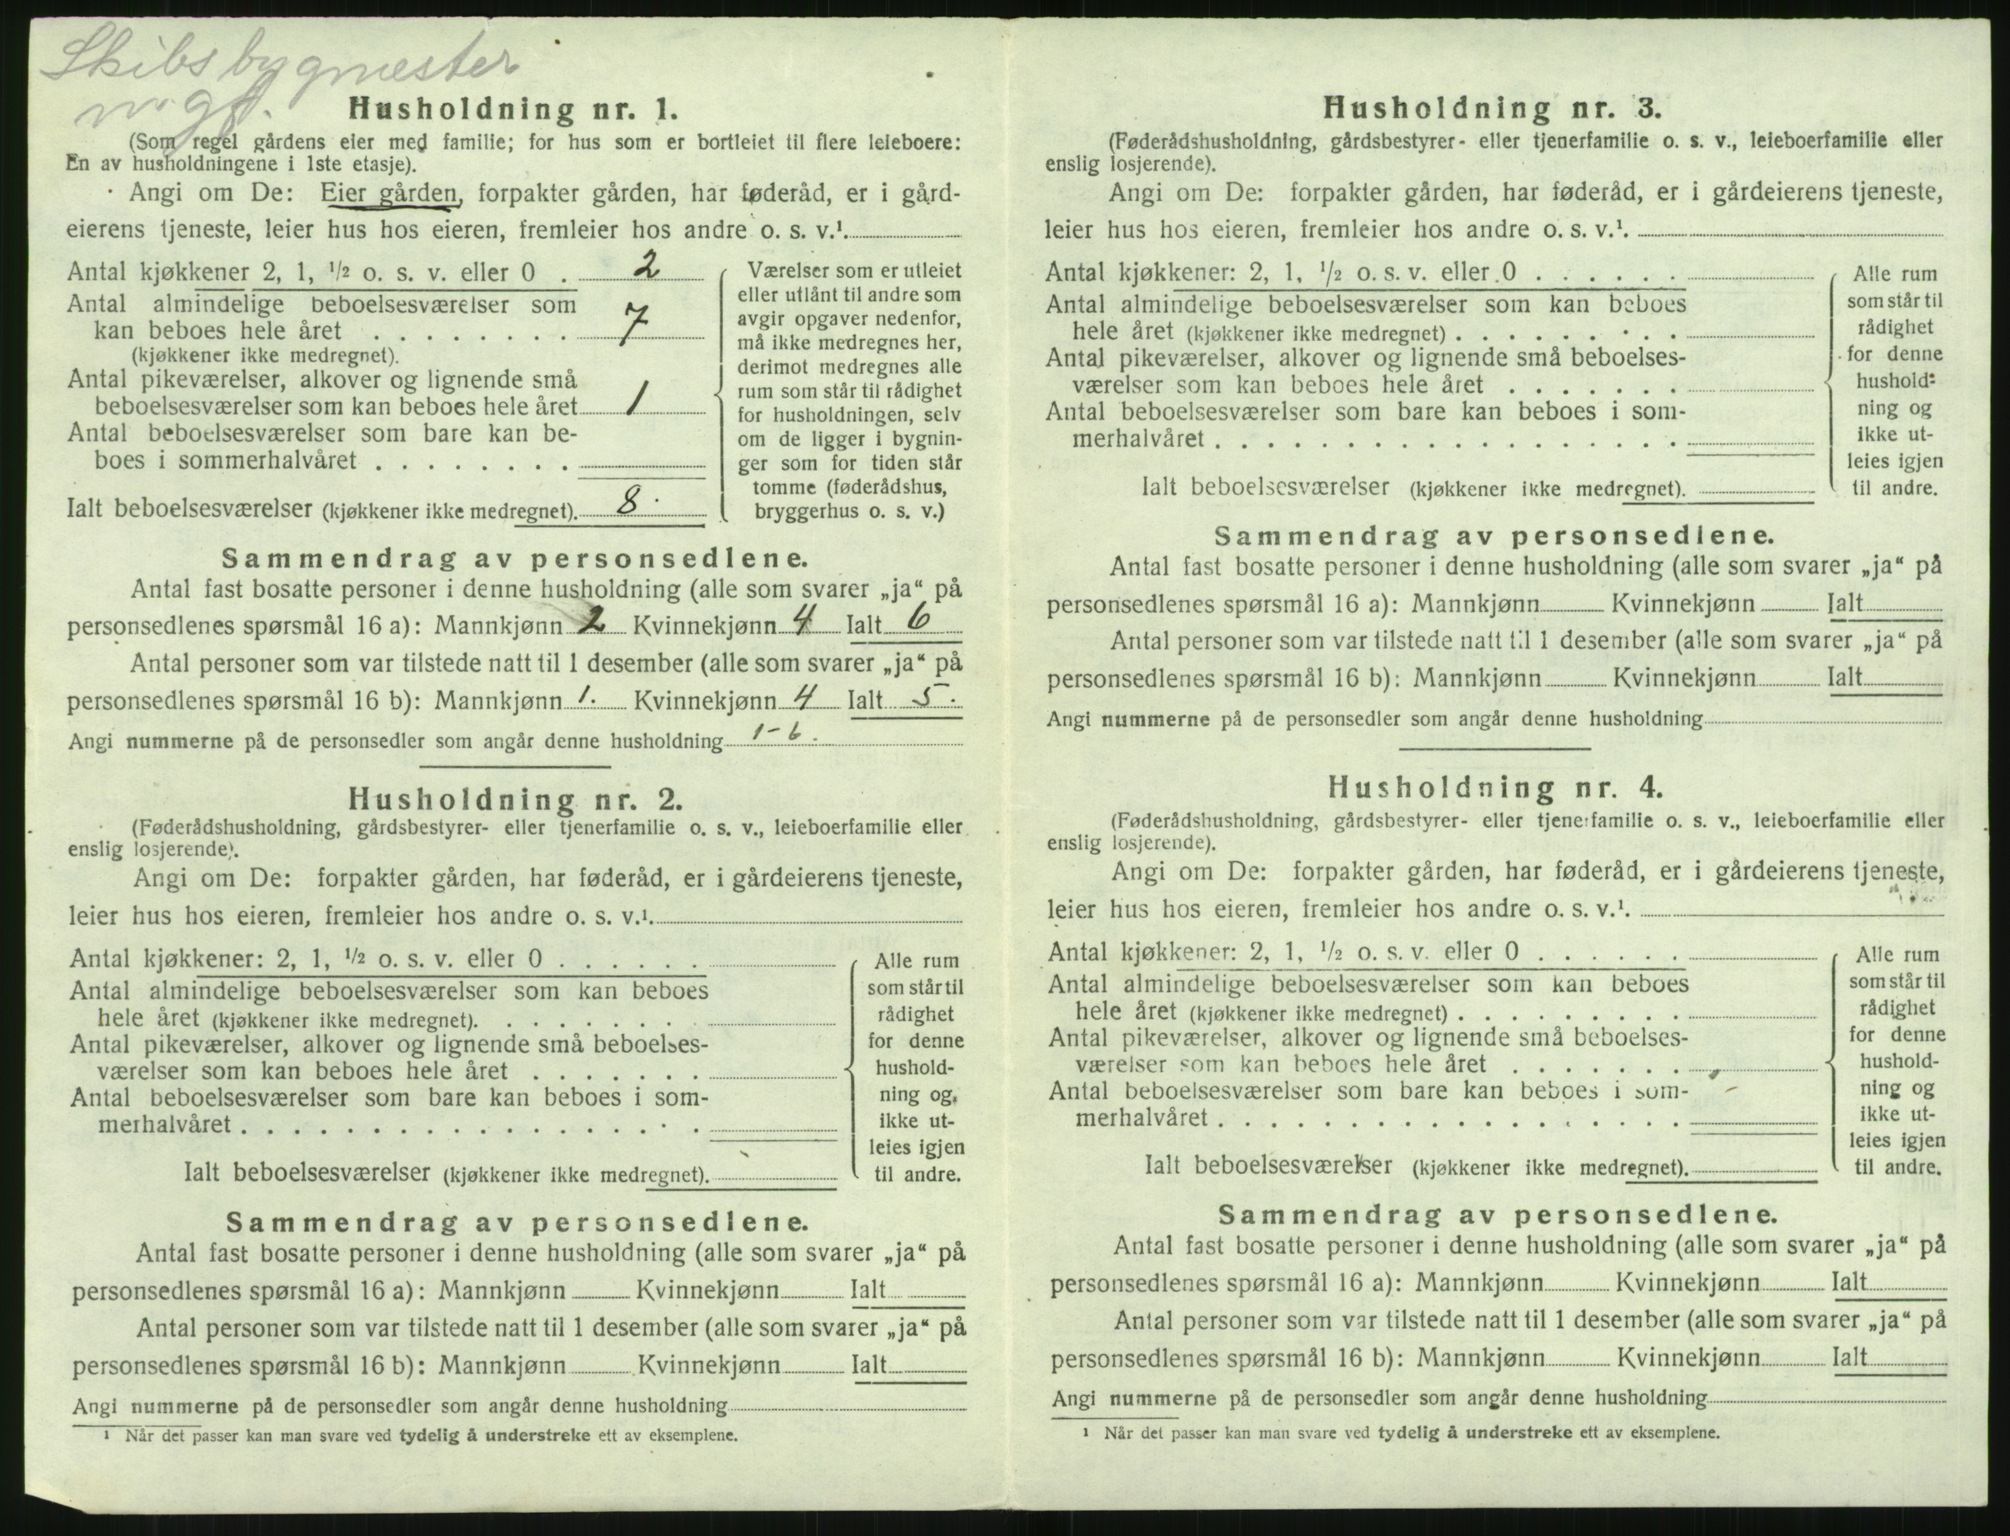 Skibsbygmester
m. gf.
Husholdning nr. 1.
(Som regel gårdens eier med familie; for hus som er bortleiet til flere leieboere:
En av husholdningene i 1ste etasje).
Angi om De: Eier gården, forpakter gården, har føderåd, er i gård-
eierens tjeneste, leier hus hos eieren, fremleier hos andre o. s. v.¹
Antal kjøkkener 2, 1, 1/2 o. s. v. eller 0 . 2
Antal almindelige beboelsesværelser som
kan beboes hele året . . . . . . . . 7
(kjøkkener ikke medregnet).
Antal pikeværelser, alkover og lignende små
beboelsesværelser som kan beboes hele året 1
Antal beboelsesværelser som bare kan be-
boes i sommerhalvåret . . . . . . . .
Ialt beboelsesværelser (kjøkkener ikke medregnet). 8.
Værelser som er utleiet
eller utlånt til andre som
avgir opgaver nedenfor,
må ikke medregnes her,
derimot medregnes alle
rum som står til rådighet
for husholdningen, selv
om de ligger i bygnin-
ger som for tiden står
tomme (føderådshus,
bryggerhus o. s. v.)
Sammendrag av personsedlene.
Antal fast bosatte personer i denne husholdning (alle som svarer „ja“ på
personsedlenes spørsmål 16 a): Mannkjønn 2 Kvinnekjønn 4 Ialt 6
Antal personer som var tilstede natt til 1 desember (alle som svarer „ja“ på
personsedlenes spørsmål 16 b): Mannkjønn 1. Kvinnekjønn 4 Ialt 5.
Angi nummerne på de personsedler som angår denne husholdning 1-6.
Husholdning nr. 2.
(Føderådshusholdning, gårdsbestyrer- eller tjenerfamilie o. s. v., leieboerfamilie eller
enslig losjerende).
Angi om De: forpakter gården, har føderåd, er i gårdeierens tjeneste,
leier hus hos eieren, fremleier hos andre o. s. v.¹
Antal kjøkkener: 2, 1, 1/2 o. s. v. eller 0 . . . . . .
Antal almindelige beboelsesværelser som kan beboes
hele året (kjøkkener ikke medregnet). . . . . . . . .
Antal pikeværelser, alkover og lignende små beboelses-
værelser som kan beboes hele året . . . . . . .
Antal beboelsesværelser som bare kan beboes i som-
merhalvåret . . . . . . . . . . . . . . . . .
Ialt beboelsesværelser (kjøkkener ikke medregnet).
Alle rum
som står til
rådighet
for denne
hushold-
ning og
ikke ut-
leies igjen
til andre.
Sammendrag av personsedlene.
Antal fast bosatte personer i denne husholdning (alle som svarer „ja“ på
personsedlenes spørsmål 16 a): Mannkjønn Kvinnekjønn Ialt
Antal personer som var tilstede natt til 1 desember (alle som svarer „ja“ på
personsedlenes spørsmål 16 b): Mannkjønn Kvinnekjønn Ialt
Angi nummerne på de personsedler som angår denne husholdning
¹ Når det passer kan man svare ved tydelig å understreke ett av eksemplene.
Husholdning nr. 3.
(Føderådshusholdning, gårdsbestyrer- eller tjenerfamilie o. s. v., leieboerfamilie eller
enslig losjerende).
Angi om De: forpakter gården, har føderåd, er i gårdeierens tjeneste,
leier hus hos eieren, fremleier hos andre o. s. v.¹.
Antal kjøkkener: 2, 1, 1/2 o. s. v. eller 0 . . . . . .
Antal almindelige beboelsesværelser som kan beboes
hele året (kjøkkener ikke medregnet) . . . . . . . . .
Antal pikeværelser, alkover og lignende små beboelses-
værelser som kan beboes hele året . . . . . . .
Antal beboelsesværelser som bare kan beboes i som-
merhalvåret . . . . . . . . . . . . . . . . . .
Ialt beboelsesværelser (kjøkkener ikke medregnet).
Alle rum
som står til
rådighet
for denne
hushold-
ning og
ikke ut-
leies igjen
til andre.
Sammendrag av personsedlene.
Antal fast bosatte personer i denne husholdning (alle som svarer „ja“ på
personsedlenes spørsmål 16 a): Mannkjønn Kvinnekjønn Ialt
Antal personer som var tilstede natt til 1 desember (alle som svarer „ja“ på
personsedlenes spørsmål 16 b): Mannkjønn Kvinnekjønn Ialt
Angi nummerne på de personsedler som angår denne husholdning
Husholdning nr. 4.
(Føderådshusholdning, gårdsbestyrer- eller tjenerfamilie o. s. v., leieboerfamilie eller
enslig losjerende).
Angi om De: forpakter gården, har føderåd, er i gårdeierens tjeneste,
leier hus hos eieren, fremleier hos andre o. s. v.¹.
Antal kjøkkener: 2, 1, 1/2 o. s. v. eller 0 . . . . . .
Antal almindelige beboelsesværelser som kan beboes
hele året (kjøkkener ikke medregnet) . . . . . . . . .
Antal pikeværelser, alkover og lignende små beboelses-
værelser som kan beboes hele året . . . . . . .
Antal beboelsesværelser som bare kan beboes i som-
merhalvåret . . . . . . . . . . . . . . . . . .
Ialt beboelsesværelser (kjøkkener ikke medregnet).
Alle rum
som står til
rådighet
for denne
hushold-
ning og
ikke ut-
leies igjen
til andre.
Sammendrag av personsedlene.
Antal fast bosatte personer i denne husholdning (alle som svarer „ja“ på
personsedlenes spørsmål 16 a): Mannkjønn Kvinnekjønn Ialt
Antal personer som var tilstede natt til 1 desember (alle som svarer „ja“ på
personsedlenes spørsmål 16 b): Mannkjønn Kvinnekjønn Ialt
Angi nummerne på de personsedler som angår denne husholdning
¹ Når det passer kan man svare ved tydelig å understreke ett av eksemplene.